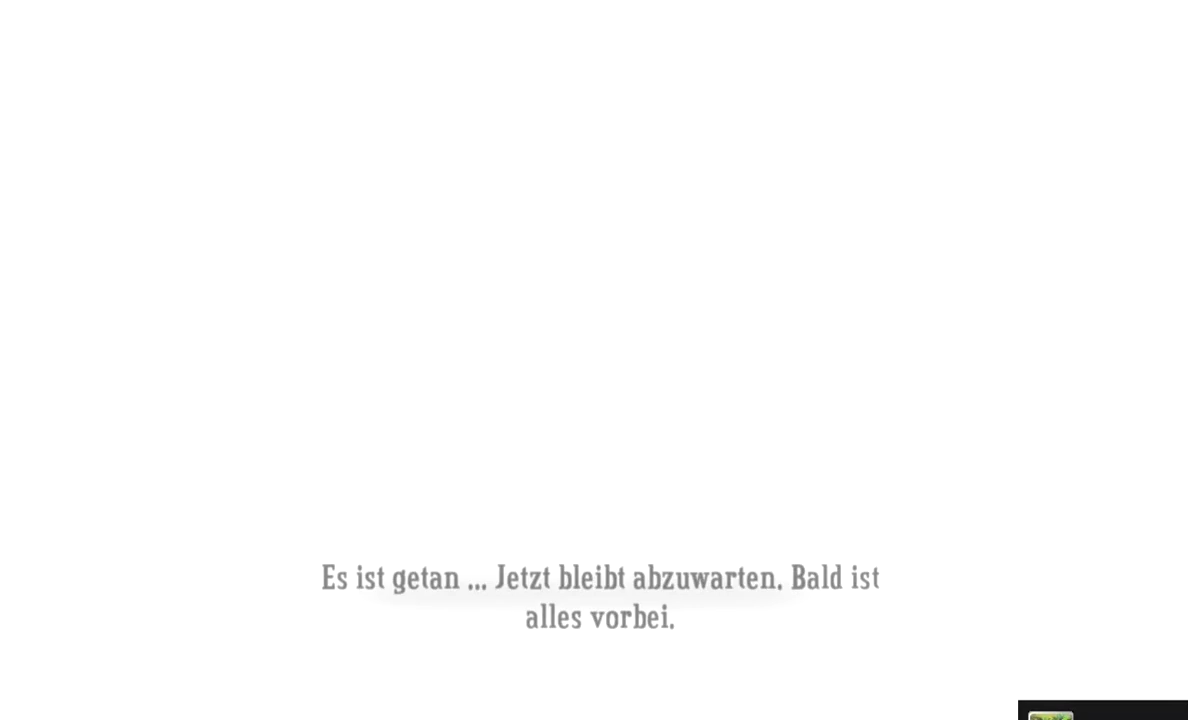 Es ist getan ... Jetzt bleibt abzuwarten. Bald ist
alles vorbei.